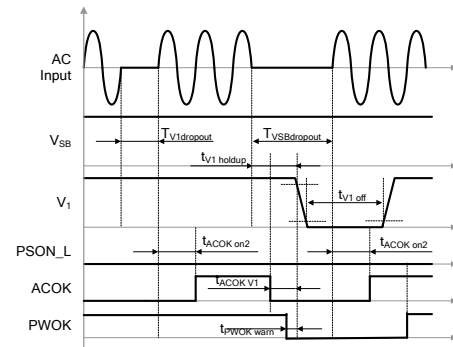 AC
Input
V_SB
T_V1dropout
T_VSBdropout
t_V1 holdup
V_1
t_V1 off
PSON_L
t_ACOK on2
t_ACOK on2
ACOK
t_ACOK V1
PWOK
t_PWOK warn